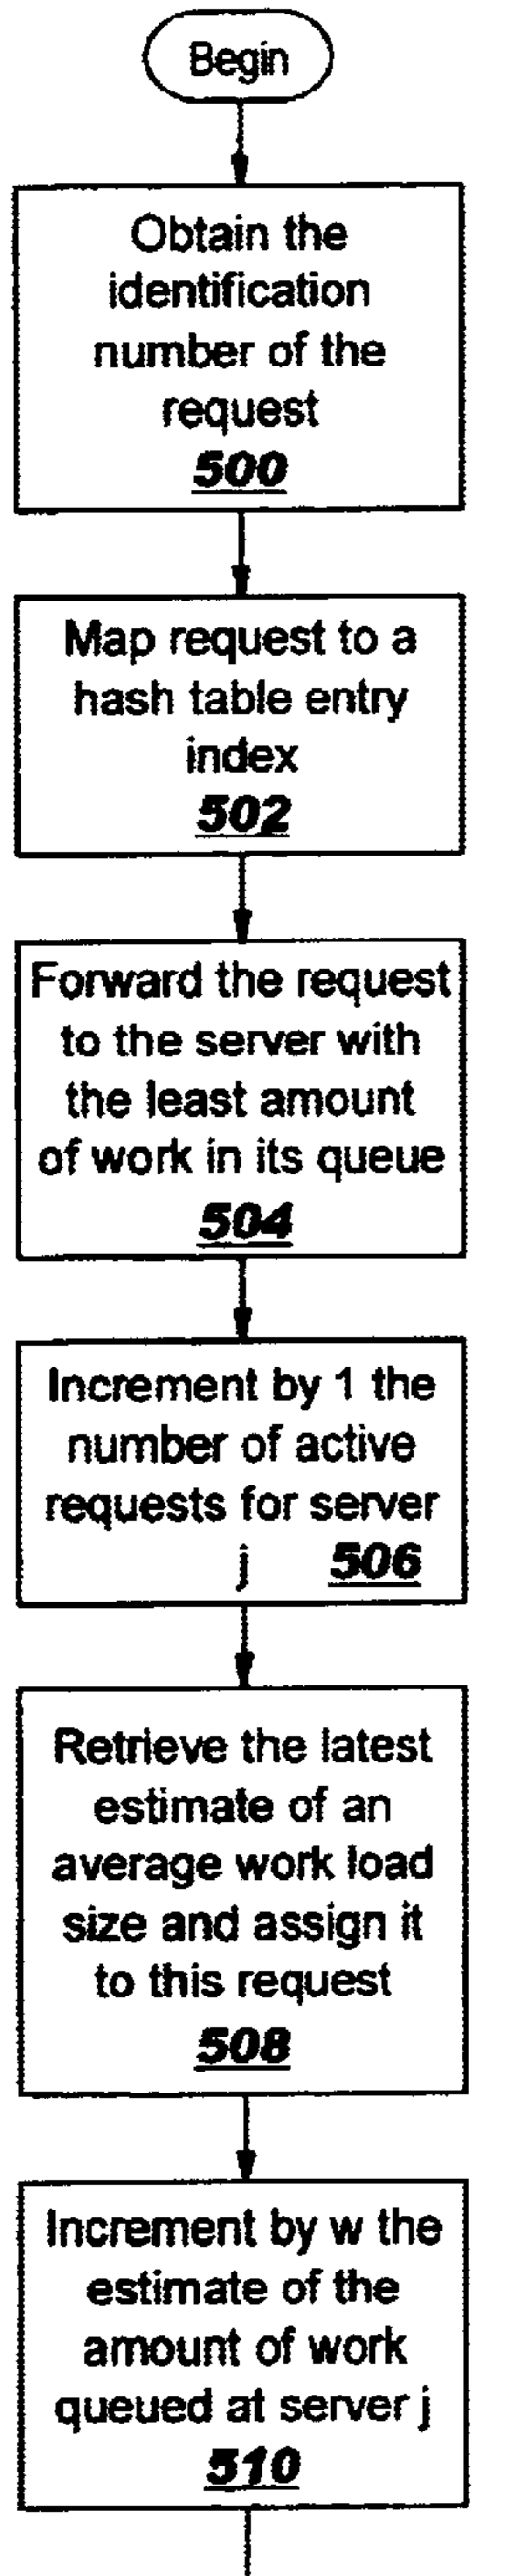 Begin
Obtain the
identification
number of the
request
500
Map request to a
hash table entry
index
502
Forward the request
to the server with
the least amount
of work in its queue
504
Increment by 1 the
number of active
requests for server
j 506
Retrieve the latest
estimate of an
average work load
size and assign it
to this request
508
Increment by w the
estimate of the
amount of work
queued at server j
510